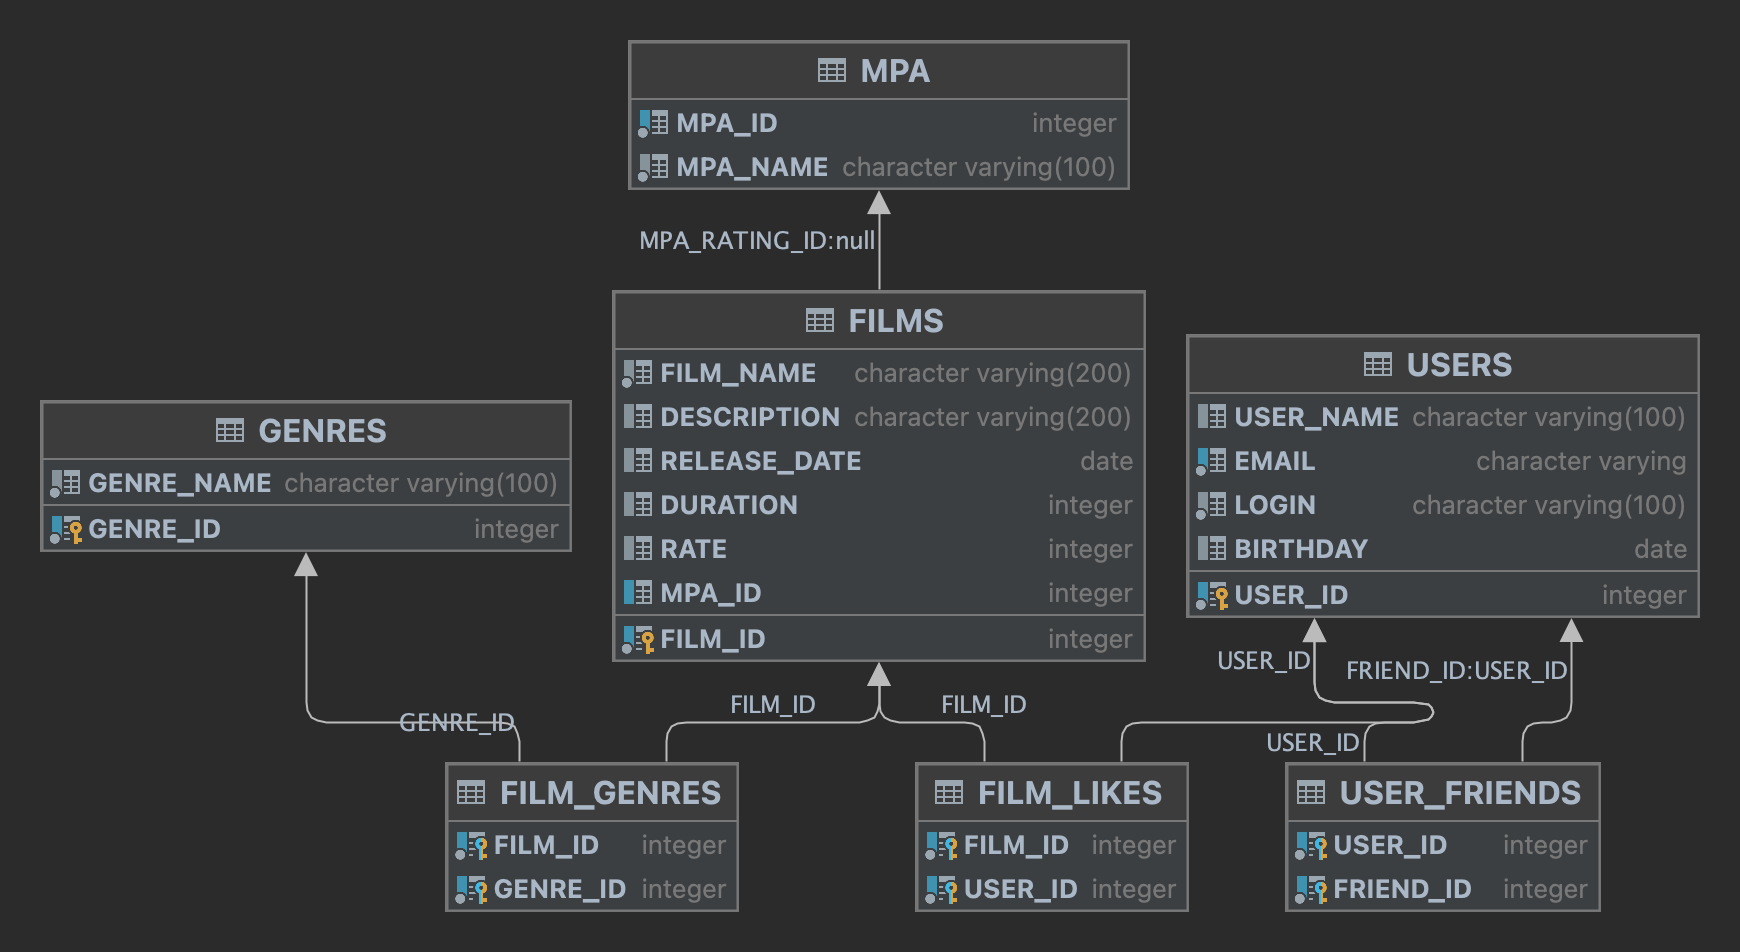 MPA
MPA_ID integer
MPA_NAME character varying(100)
MPA_RATING_ID:null
FILMS
FILM_NAME character varying(200)
DESCRIPTION character varying(200)
RELEASE_DATE date
DURATION integer
RATE integer
MPA_ID integer
FILM_ID integer
USERS
USER_NAME character varying(100)
EMAIL character varying
LOGIN character varying(100)
BIRTHDAY date
USER_ID integer
GENRES
GENRE_NAME character varying(100)
GENRE_ID integer
USER_ID
FRIEND_ID:USER_ID
GENRE_ID
FILM_ID
FILM_ID
USER_ID
FILM_GENRES
FILM_ID integer
GENRE_ID integer
FILM_LIKES
FILM_ID integer
USER_ID integer
USER_FRIENDS
USER_ID integer
FRIEND_ID integer